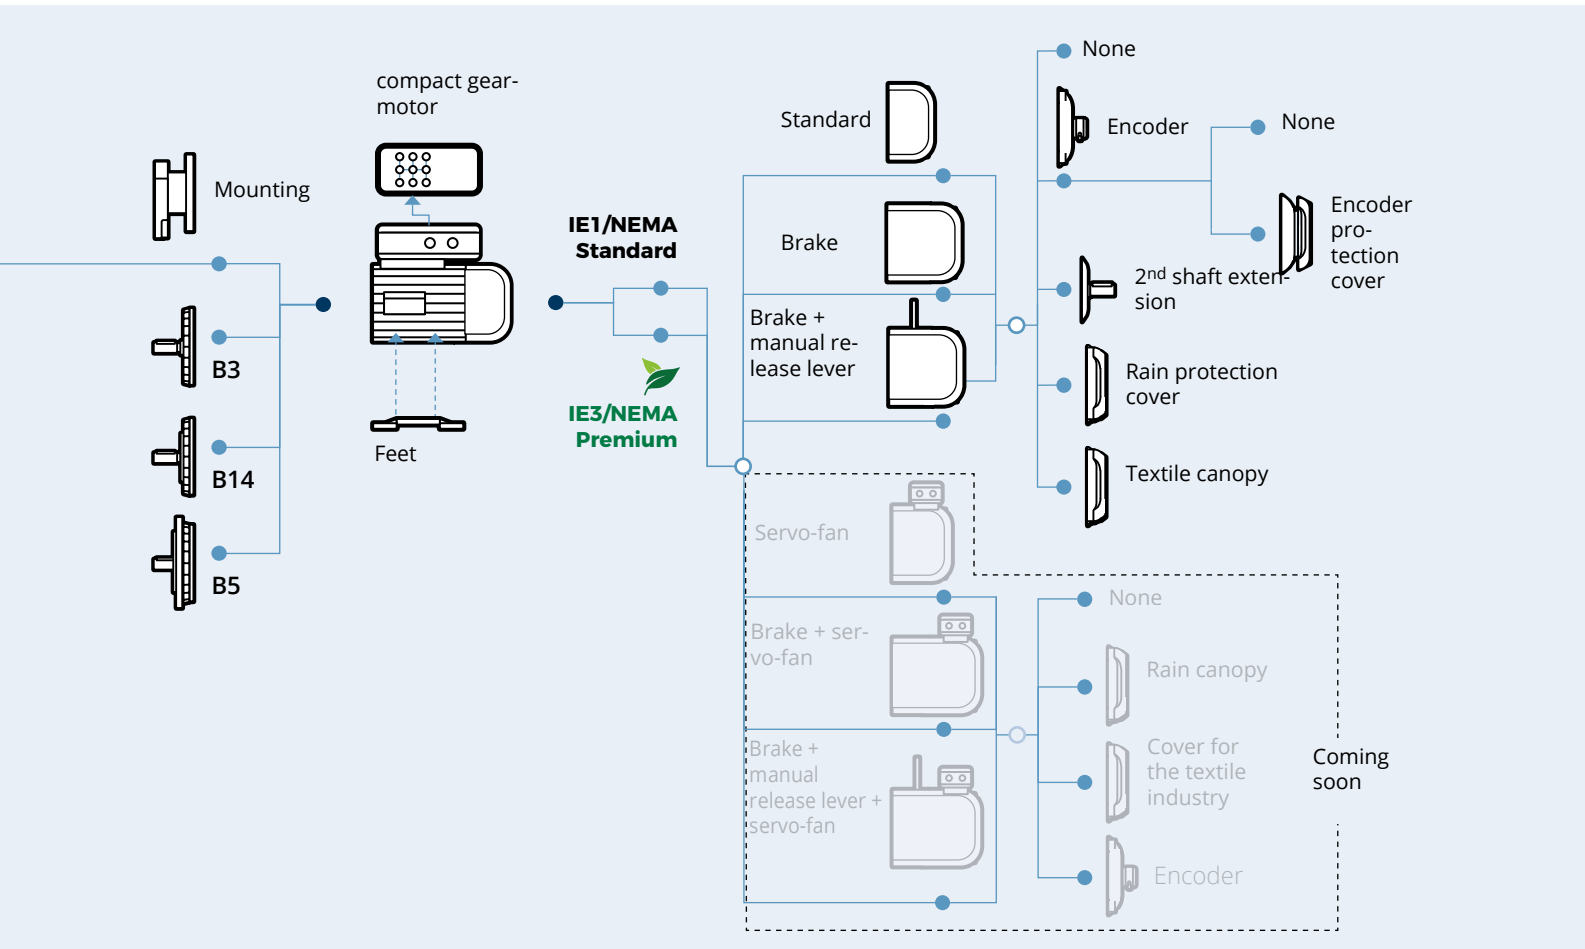 compact gear-
motor
Mounting
B3
B14
B5
Feet
IE1/NEMA
Standard
IE3/NEMA
Premium
Standard
Brake
Brake +
manual re-
lease lever
None
Encoder
None
Encoder
pro-
tection
cover
2nd shaft exten-
sion
Rain protection
cover
Textile canopy
Servo-fan
Brake + ser-
vo-fan
Brake +
manual
release lever +
servo-fan
None
Rain canopy
Cover for
the textile
industry
Encoder
Coming
soon